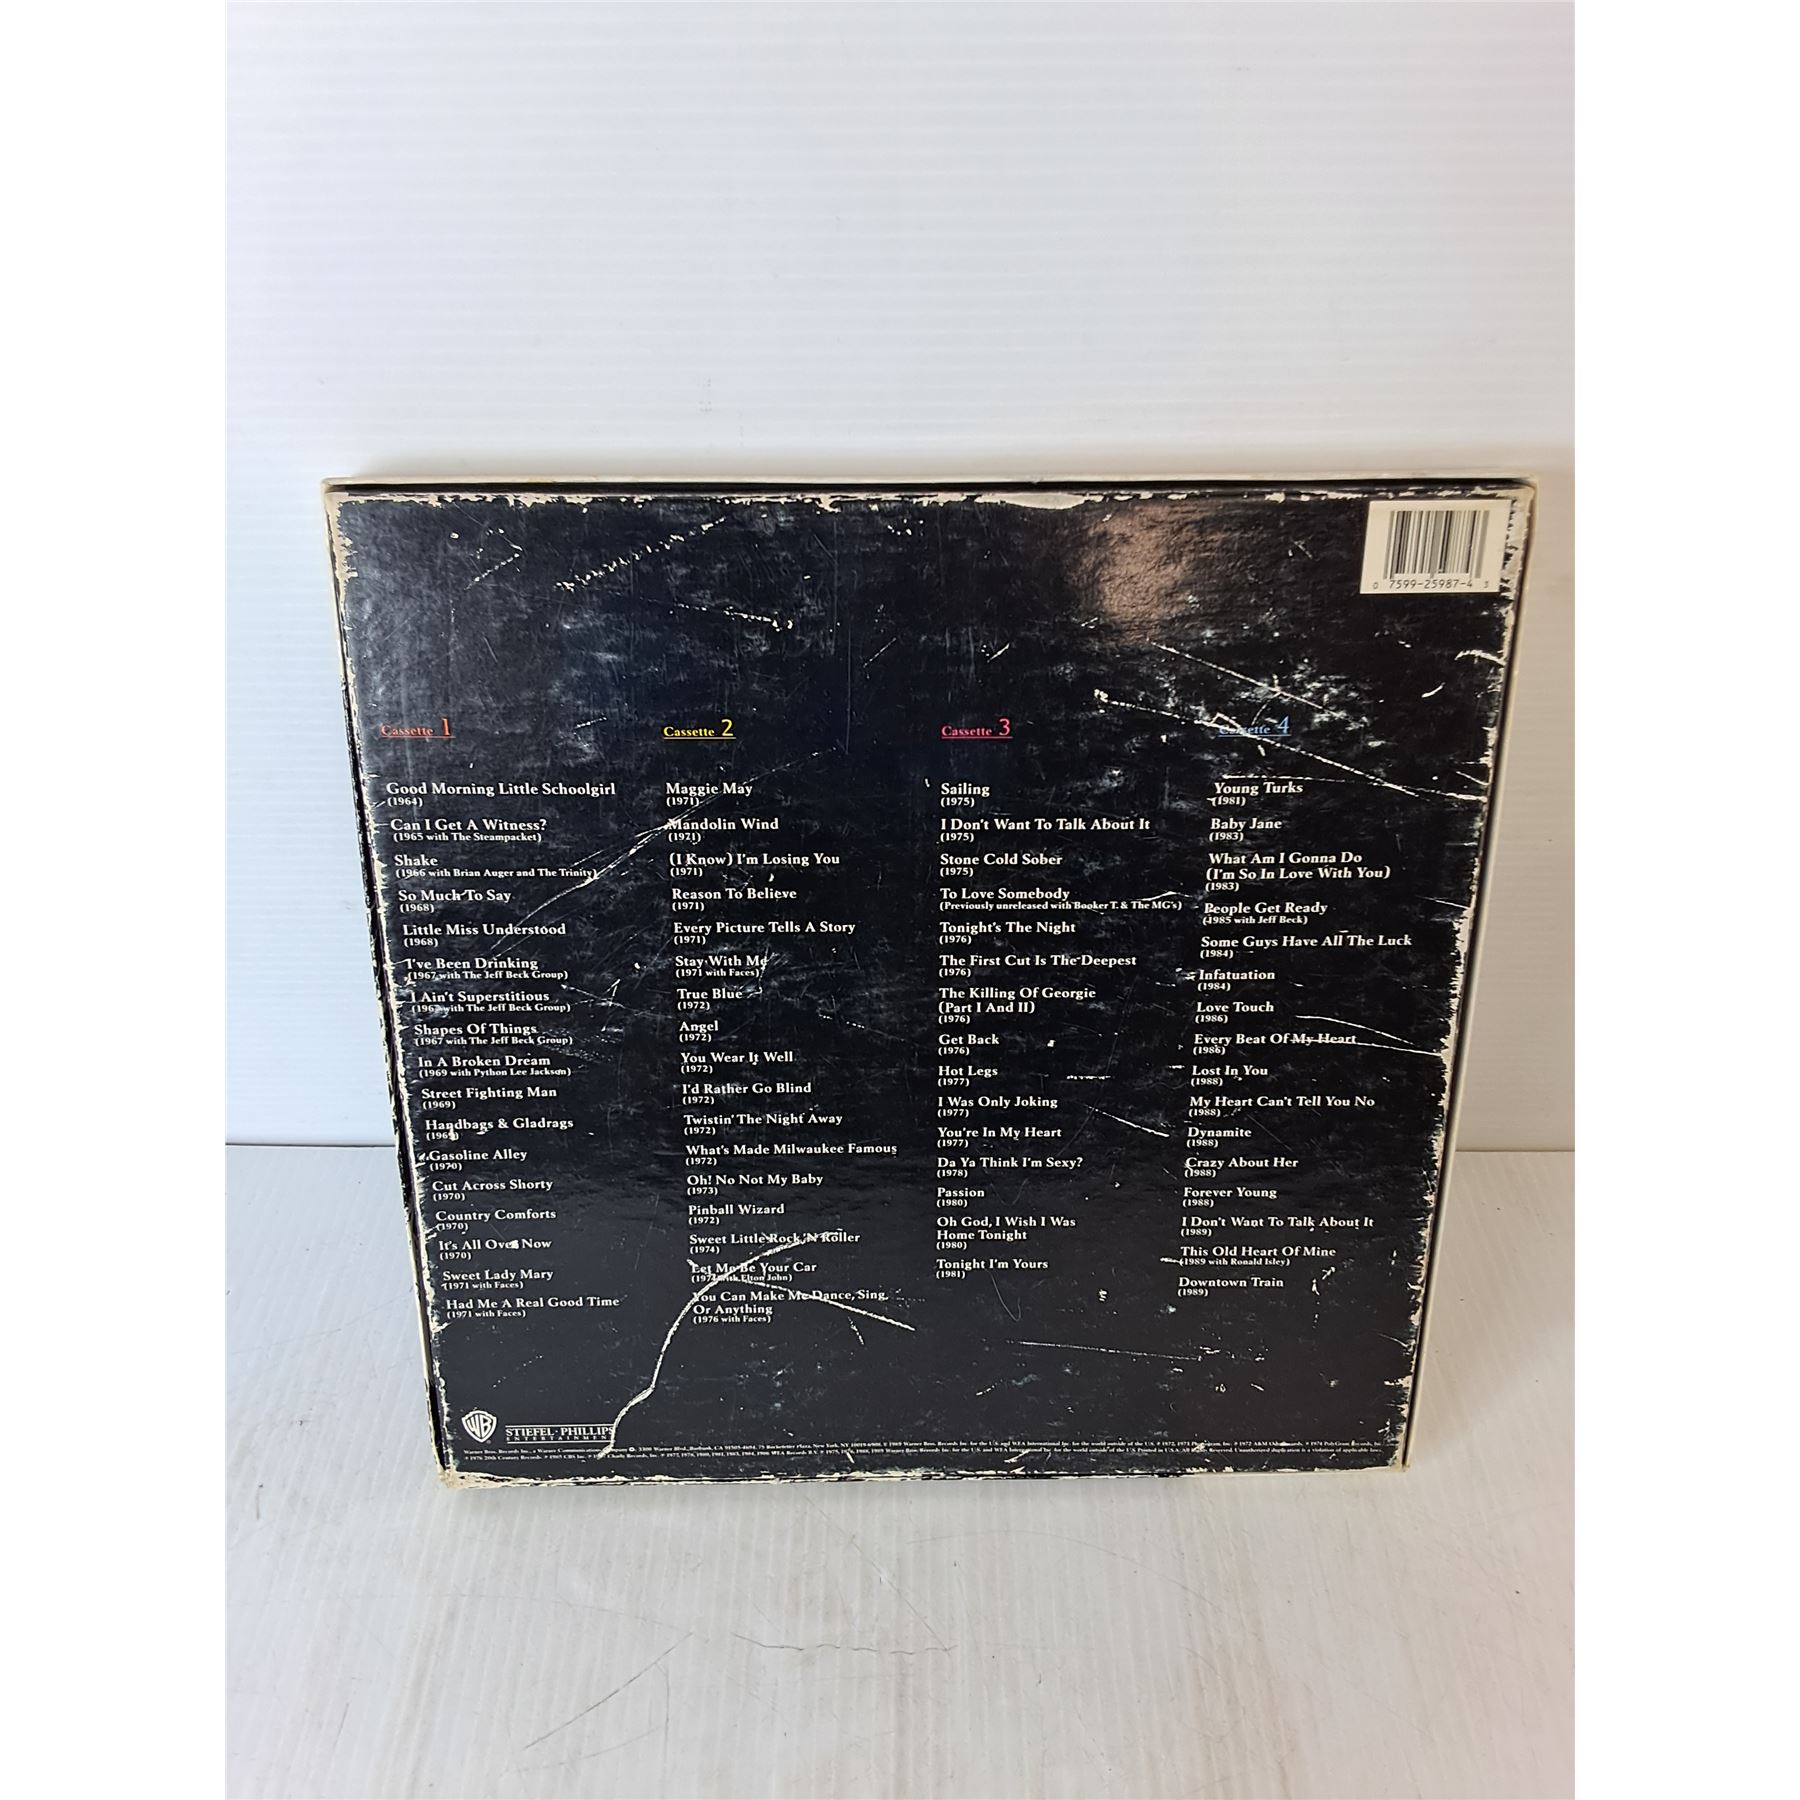 0 7599-25987-4 3
Cassette 1
Good Morning Little Schoolgirl
(1964)
Can I Get A Witness?
(1965 with The Steampacket)
Shake
(1966 with Brian Auger and The Trinity)
So Much To Say
(1968)
Little Miss Understood
(1968)
I've Been Drinking
(1967 with The Jeff Beck Group)
I Ain't Superstitious
(1967 with The Jeff Beck Group)
Shapes Of Things
(1967 with The Jeff Beck Group)
In A Broken Dream
(1969 with Python Lee Jackson)
Street Fighting Man
(1969)
Handbags & Gladrags
(1969)
Gasoline Alley
(1970)
Cut Across Shorty
(1970)
Country Comforts
(1970)
It's All Over Now
(1970)
Sweet Lady Mary
(1971 with Faces)
Had Me A Real Good Time
(1971 with Faces)
Cassette 2
Maggie May
(1971)
Mandolin Wind
(1971)
(I Know) I'm Losing You
(1971)
Reason To Believe
(1971)
Every Picture Tells A Story
(1971)
Stay With Me
(1971 with Faces)
True Blue
(1972)
Angel
(1972)
You Wear It Well
(1972)
I'd Rather Go Blind
(1972)
Twistin' The Night Away
(1972)
What's Made Milwaukee Famous
(1972)
Oh! No Not My Baby
(1973)
Pinball Wizard
(1972)
Sweet Little Rock 'N Roller
(1974)
Let Me Be Your Car
with Elton John)
You Can Make Me Dance, Sing,
Or Anything
(1976 with Faces)
Cassette 3
Sailing
(1975)
I Don't Want To Talk About It
(1975)
Stone Cold Sober
(1975)
To Love Somebody
(Previously unreleased with Booker T. & The MG's)
Tonight's The Night
(1976)
The First Cut Is The Deepest
(1976)
The Killing Of Georgie
(Part I And II)
(1976)
Get Back
(1976)
Hot Legs
(1977)
I Was Only Joking
(1977)
You're In My Heart
(1977)
Da Ya Think I'm Sexy?
(1978)
Passion
(1980)
Oh God, I Wish I Was
Home Tonight
(1980)
Tonight I'm Yours
(1981)
Cassette 4
Young Turks
(1981)
Baby Jane
(1983)
What Am I Gonna Do
(I'm So In Love With You)
(1983)
People Get Ready
(1985 with Jeff Beck)
Some Guys Have All The Luck
(1984)
Infatuation
(1984)
Love Touch
(1986)
Every Beat Of My Heart
(1986)
Lost In You
(1988)
My Heart Can't Tell You No
(1988)
Dynamite
(1988)
Crazy About Her
(1988)
Forever Young
(1988)
I Don't Want To Talk About It
(1989)
This Old Heart Of Mine
(1989 with Ronald Isley)
Downtown Train
(1989)
WB
STIEFEL·PHILLIPS
ENTERTAINMENT